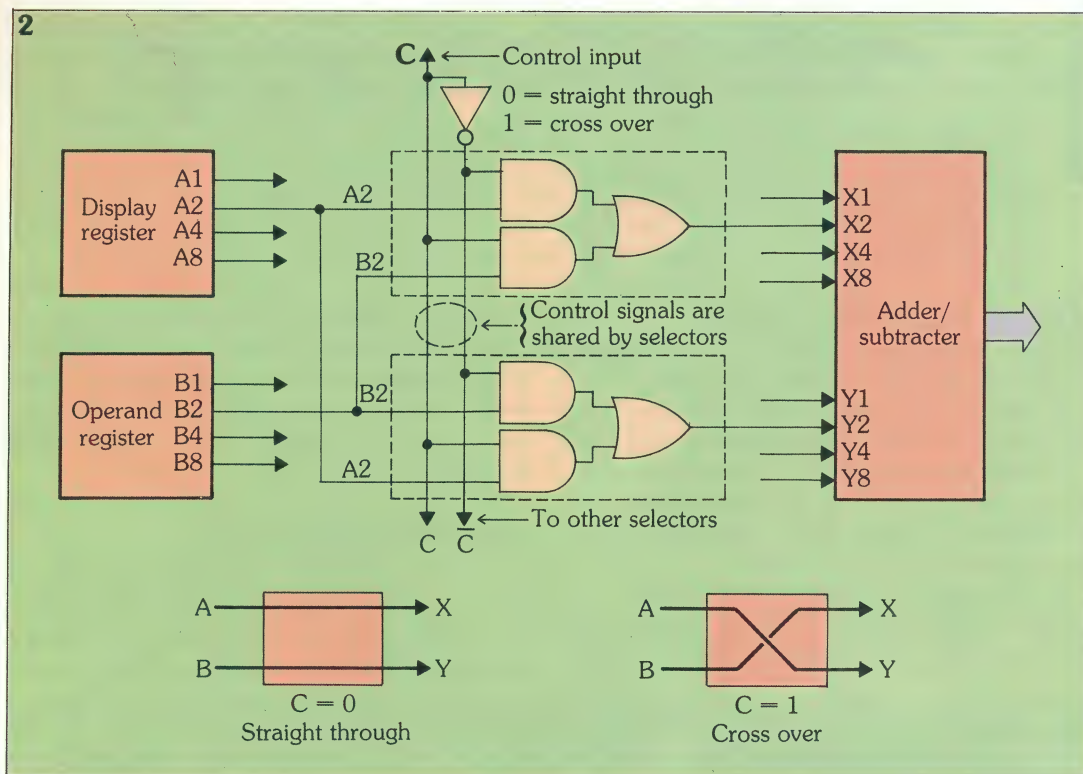 2
C
Control input
0 = straight through
1 = cross over
Display
register
A1
A2
A4
A8
A2
B2
Control signals are
shared by selectors
Operand
register
B1
B2
B4
B8
B2
A2
X1
X2
X4
X8
Adder/
subtracter
Y1
Y2
Y4
Y8
To other selectors
C
C̅
A
X
B
Y
C = 0
Straight through
A
X
B
Y
C = 1
Cross over